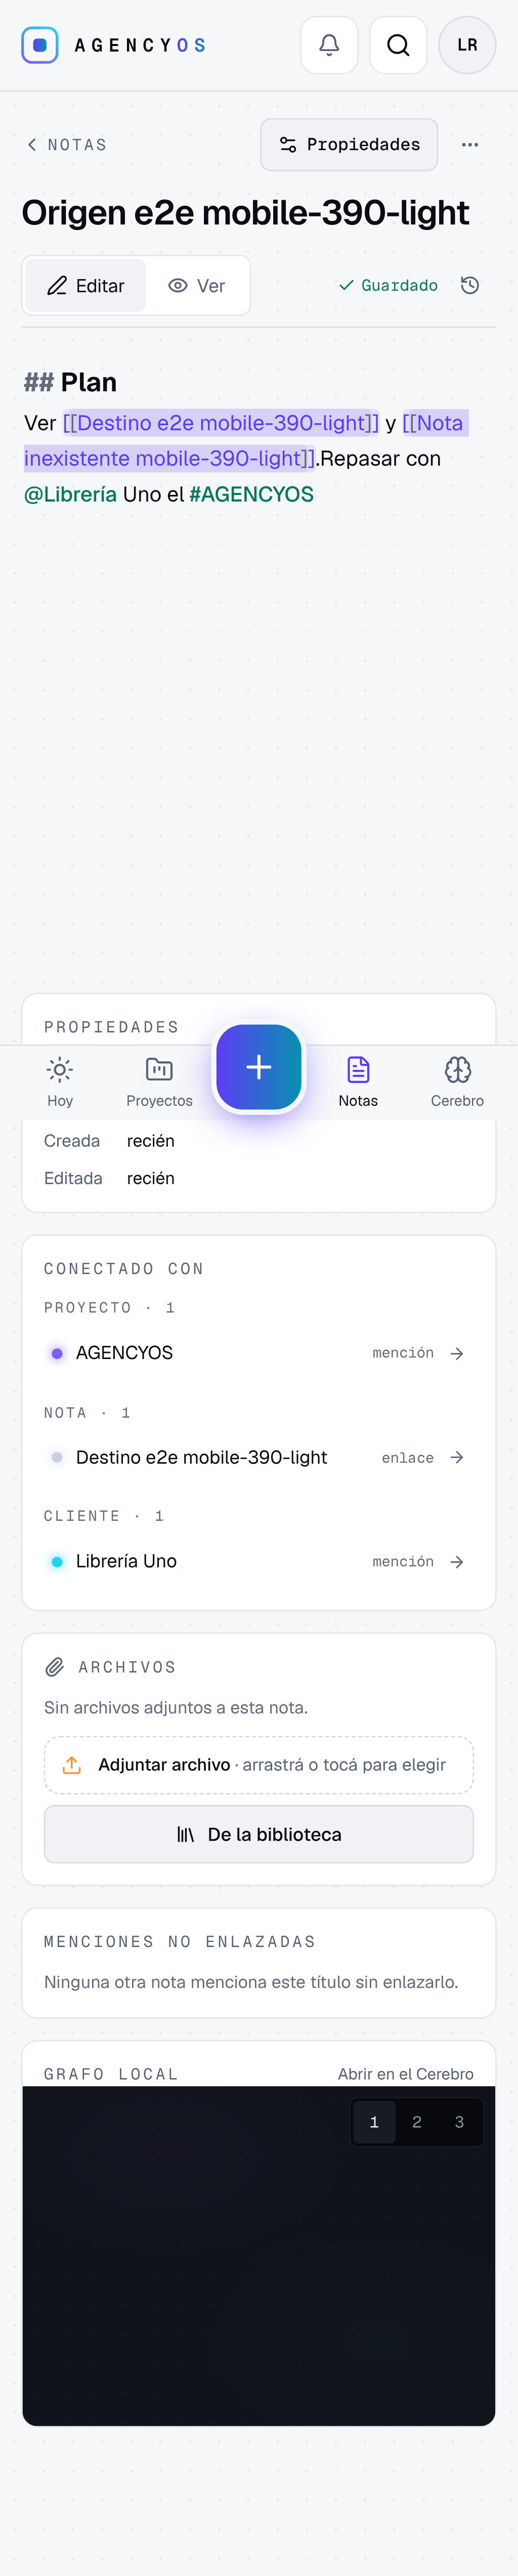 AGENCYOS
LR
NOTAS
Propiedades
Origen e2e mobile-390-light
Editar
Ver
Guardado
## Plan
Ver [[Destino e2e mobile-390-light]] y [[Nota
inexistente mobile-390-light]].Repasar con
@Librería Uno el #AGENCYOS
PROPIEDADES
Hoy
Proyectos
Notas
Cerebro
Creada recién
Editada recién
CONECTADO CON
PROYECTO · 1
AGENCYOS mención
NOTA · 1
Destino e2e mobile-390-light enlace
CLIENTE · 1
Librería Uno mención
ARCHIVOS
Sin archivos adjuntos a esta nota.
Adjuntar archivo · arrastrá o tocá para elegir
De la biblioteca
MENCIONES NO ENLAZADAS
Ninguna otra nota menciona este título sin enlazarlo.
GRAFO LOCAL
Abrir en el Cerebro
1 2 3